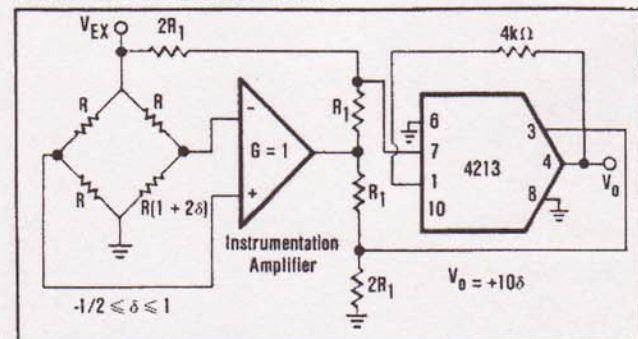 V_EX
2R₁
4kΩ
R
R
R₁
-
6
3
G = 1
7
4213
4
1
V₀
R
R(1 + 2δ)
+
10
8
R₁
Instrumentation
Amplifier
2R₁
V₀ = +10δ
-1/2 ≤ δ ≤ 1